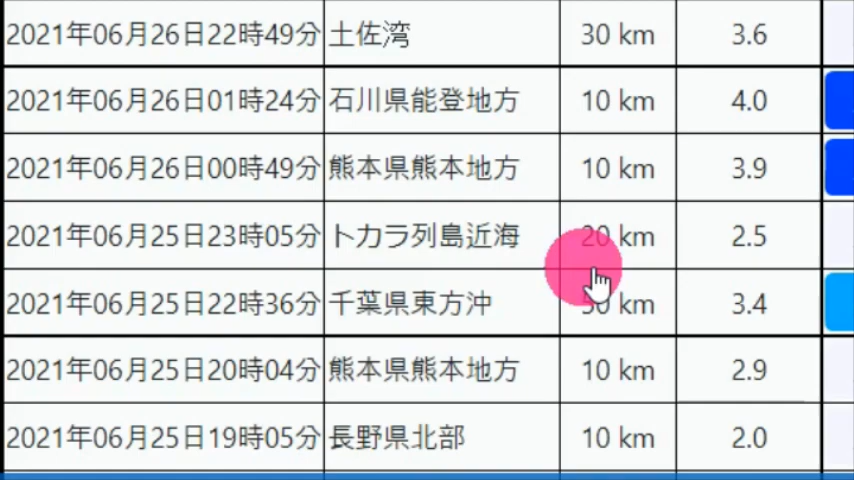 2021年06月26日22時49分 土佐湾 30 km 3.6
2021年06月26日01時24分 石川県能登地方 10 km 4.0
2021年06月26日00時49分 熊本県熊本地方 10 km 3.9
2021年06月25日23時05分 トカラ列島近海 20 km 2.5
2021年06月25日22時36分 千葉県東方沖 50 km 3.4
2021年06月25日20時04分 熊本県熊本地方 10 km 2.9
2021年06月25日19時05分 長野県北部 10 km 2.0